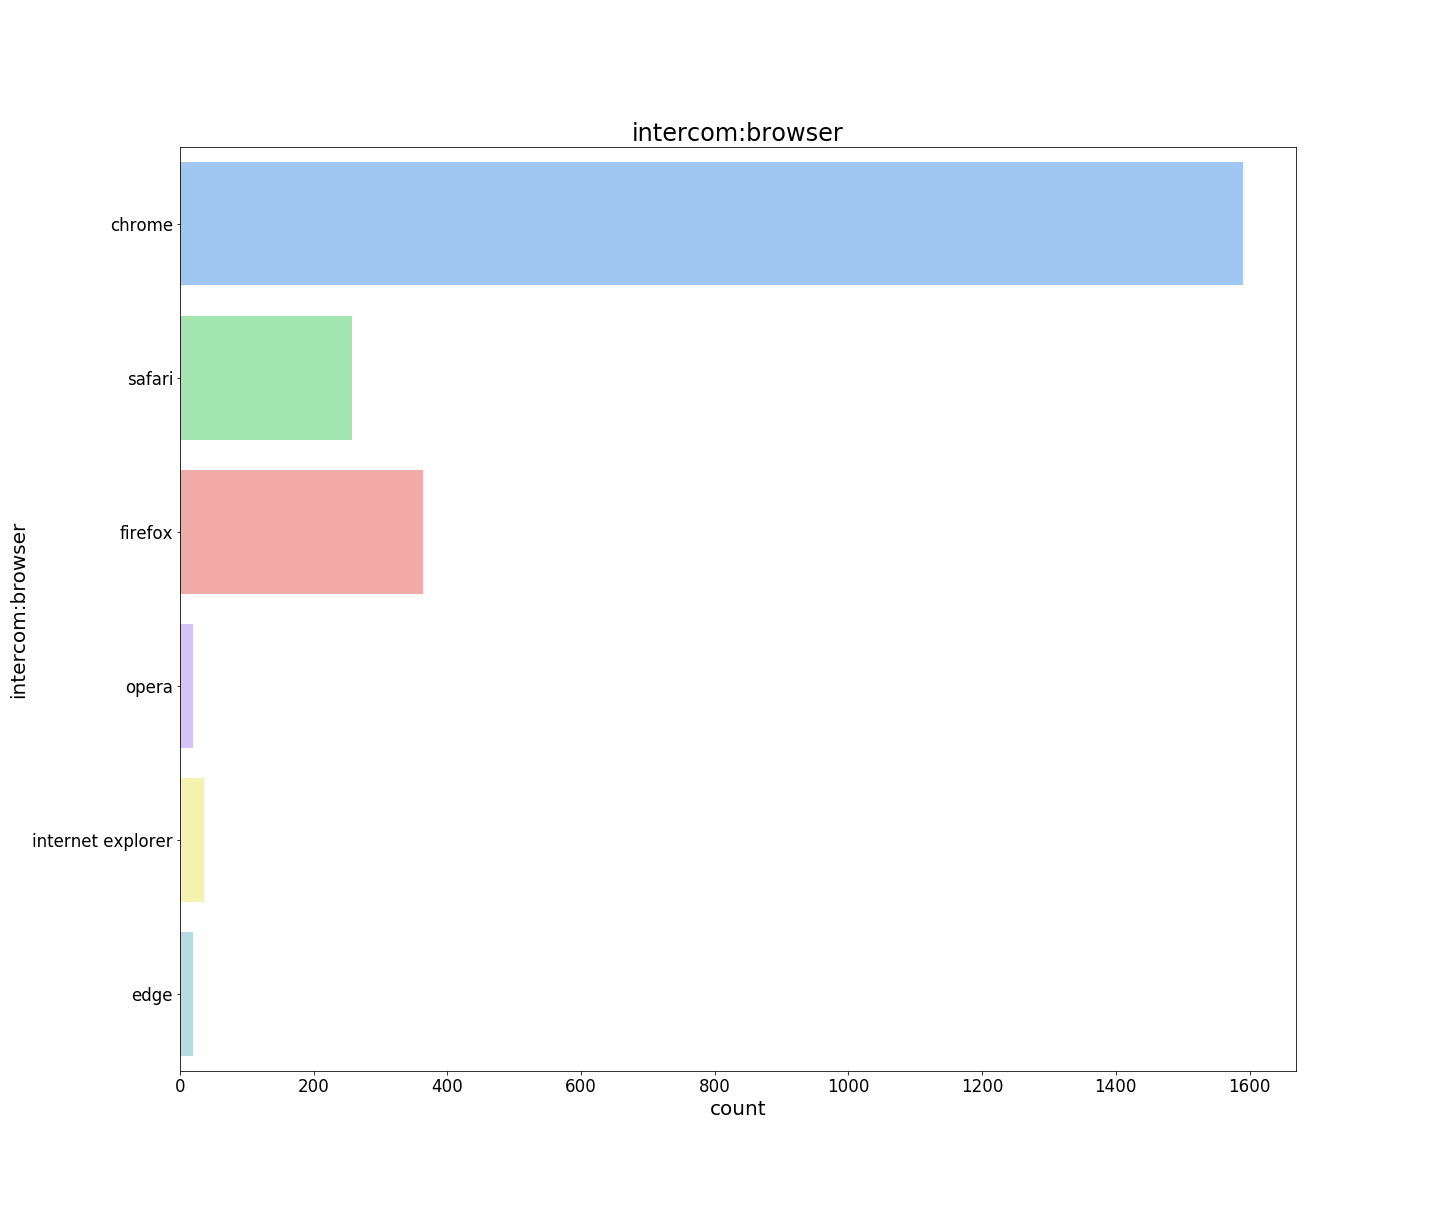 intercom:browser
chrome
safari
firefox
opera
internet explorer
edge
intercom:browser
0 200 400 600 800 1000 1200 1400 1600
count